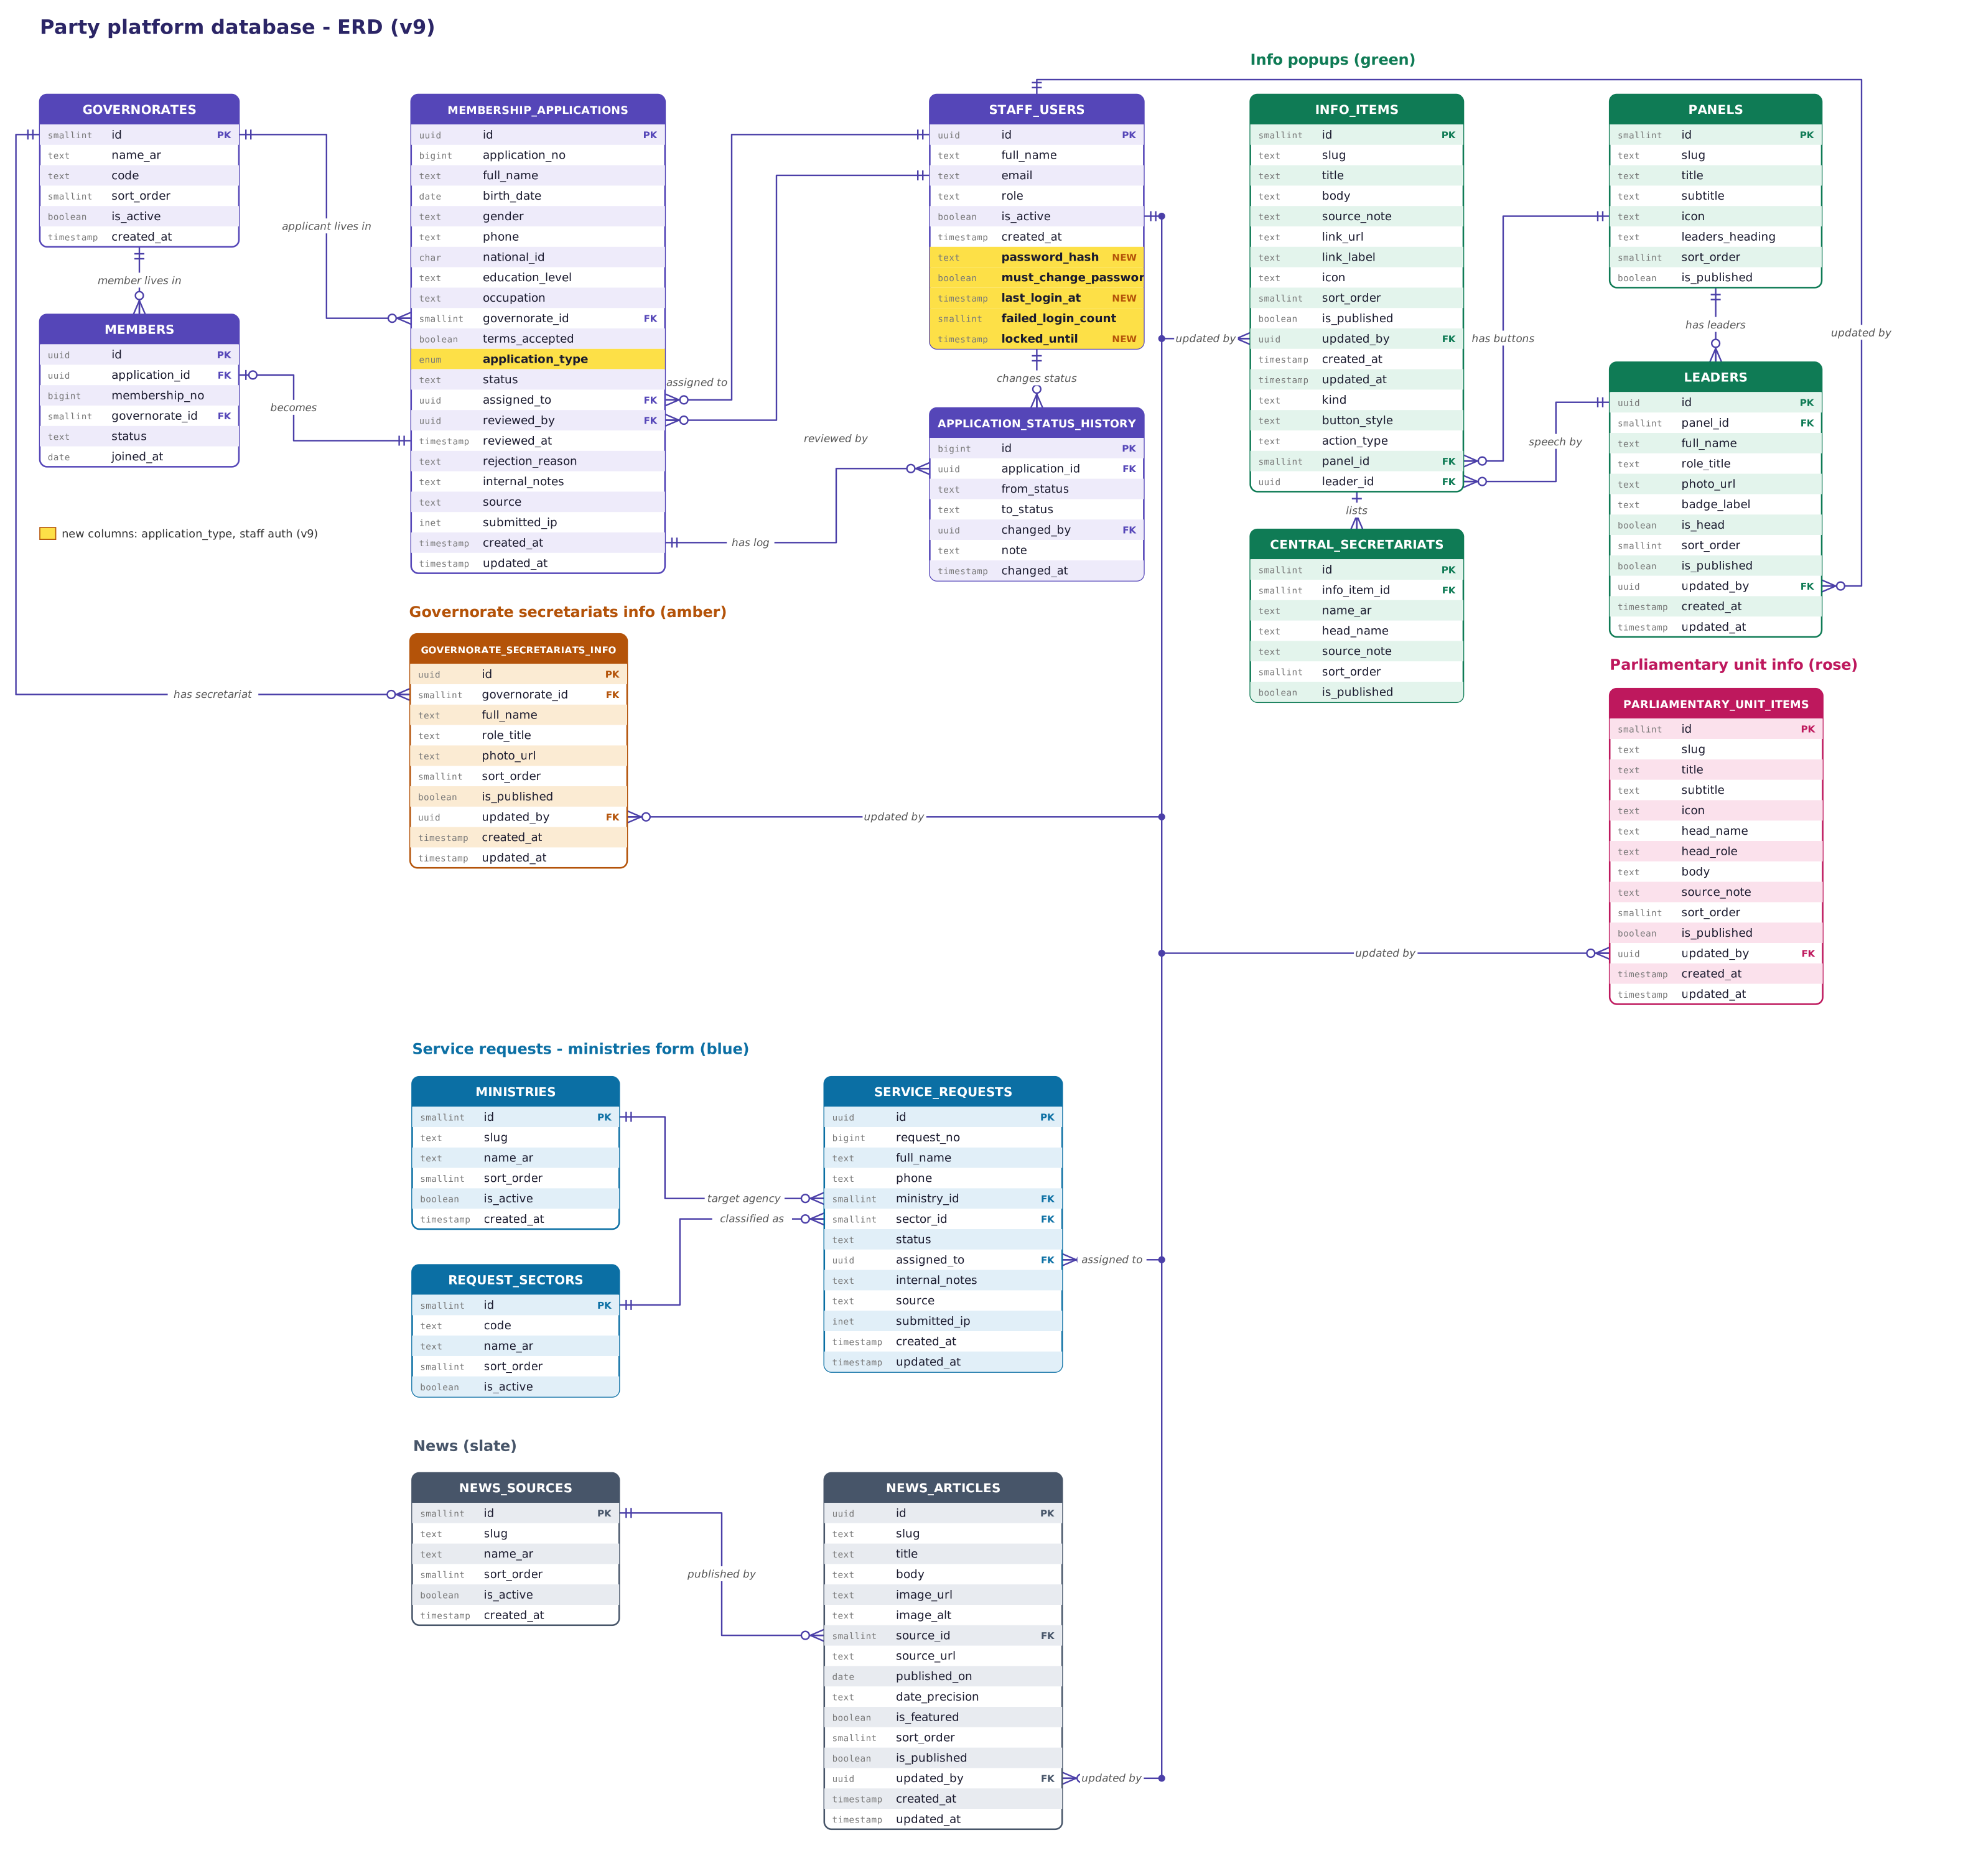 Party platform database - ERD (v9)
Info popups (green)
GOVERNORATES
smallint id PK
text name_ar
text code
smallint sort_order
boolean is_active
timestamp created_at
member lives in
MEMBERS
uuid id PK
uuid application_id FK
bigint membership_no
smallint governorate_id FK
text status
date joined_at
new columns: application_type, staff auth (v9)
applicant lives in
becomes
has secretariat
MEMBERSHIP_APPLICATIONS
uuid id PK
bigint application_no
text full_name
date birth_date
text gender
text phone
char national_id
text education_level
text occupation
smallint governorate_id FK
boolean terms_accepted
enum application_type
text status
uuid assigned_to FK
uuid reviewed_by FK
timestamp reviewed_at
text rejection_reason
text internal_notes
text source
inet submitted_ip
timestamp created_at
timestamp updated_at
assigned to
reviewed by
has log
STAFF_USERS
uuid id PK
text full_name
text email
text role
boolean is_active
timestamp created_at
text password_hash NEW
boolean must_change_passwor
timestamp last_login_at NEW
smallint failed_login_count
timestamp locked_until NEW
changes status
APPLICATION_STATUS_HISTORY
bigint id PK
uuid application_id FK
text from_status
text to_status
uuid changed_by FK
text note
timestamp changed_at
updated by
INFO_ITEMS
smallint id PK
text slug
text title
text body
text source_note
text link_url
text link_label
text icon
smallint sort_order
boolean is_published
uuid updated_by FK
timestamp created_at
timestamp updated_at
text kind
text button_style
text action_type
smallint panel_id FK
uuid leader_id FK
lists
CENTRAL_SECRETARIATS
smallint id PK
smallint info_item_id FK
text name_ar
text head_name
text source_note
smallint sort_order
boolean is_published
has buttons
speech by
PANELS
smallint id PK
text slug
text title
text subtitle
text icon
text leaders_heading
smallint sort_order
boolean is_published
has leaders
updated by
LEADERS
uuid id PK
smallint panel_id FK
text full_name
text role_title
text photo_url
text badge_label
boolean is_head
smallint sort_order
boolean is_published
uuid updated_by FK
timestamp created_at
timestamp updated_at
Governorate secretariats info (amber)
GOVERNORATE_SECRETARIATS_INFO
uuid id PK
smallint governorate_id FK
text full_name
text role_title
text photo_url
smallint sort_order
boolean is_published
uuid updated_by FK
timestamp created_at
timestamp updated_at
updated by
Parliamentary unit info (rose)
PARLIAMENTARY_UNIT_ITEMS
smallint id PK
text slug
text title
text subtitle
text icon
text head_name
text head_role
text body
text source_note
smallint sort_order
boolean is_published
uuid updated_by FK
timestamp created_at
timestamp updated_at
updated by
Service requests - ministries form (blue)
MINISTRIES
smallint id PK
text slug
text name_ar
smallint sort_order
boolean is_active
timestamp created_at
REQUEST_SECTORS
smallint id PK
text code
text name_ar
smallint sort_order
boolean is_active
target agency
classified as
SERVICE_REQUESTS
uuid id PK
bigint request_no
text full_name
text phone
smallint ministry_id FK
smallint sector_id FK
text status
uuid assigned_to FK
text internal_notes
text source
inet submitted_ip
timestamp created_at
timestamp updated_at
assigned to
News (slate)
NEWS_SOURCES
smallint id PK
text slug
text name_ar
smallint sort_order
boolean is_active
timestamp created_at
published by
NEWS_ARTICLES
uuid id PK
text slug
text title
text body
text image_url
text image_alt
smallint source_id FK
text source_url
date published_on
text date_precision
boolean is_featured
smallint sort_order
boolean is_published
uuid updated_by FK
timestamp created_at
timestamp updated_at
updated by